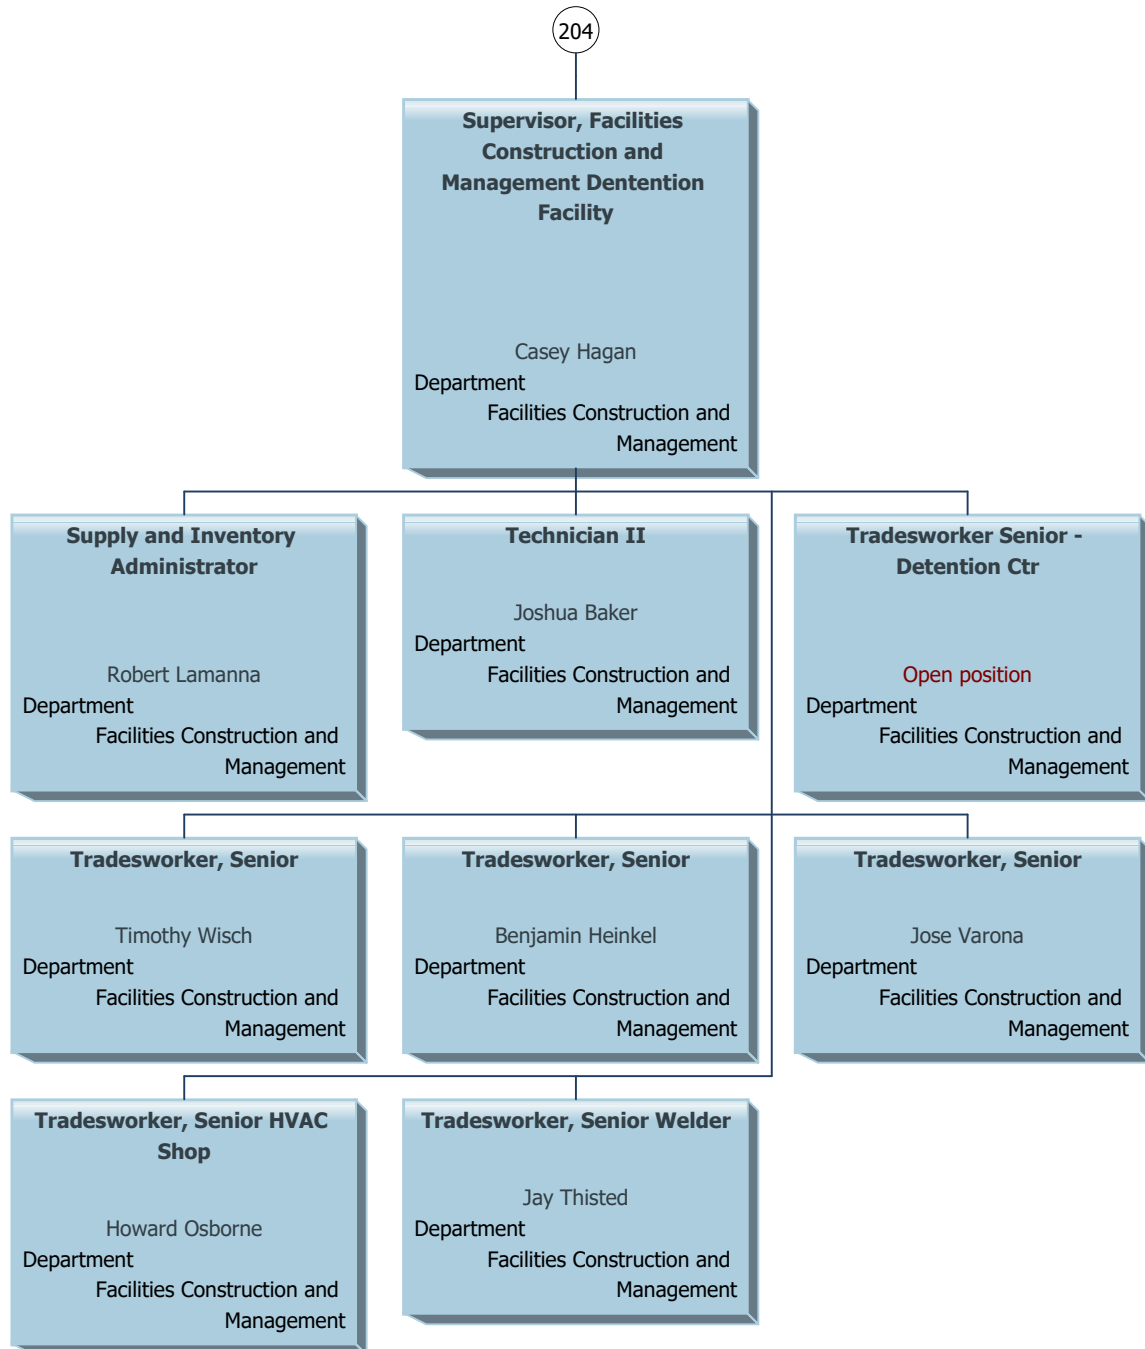 204
Supervisor, Facilities
Construction and
Management Dentention
Facility
Casey Hagan
Department
Facilities Construction and
Management
Supply and Inventory
Administrator
Robert Lamanna
Department
Facilities Construction and
Management
Technician II
Joshua Baker
Department
Facilities Construction and
Management
Tradesworker Senior -
Detention Ctr
Open position
Department
Facilities Construction and
Management
Tradesworker, Senior
Timothy Wisch
Department
Facilities Construction and
Management
Tradesworker, Senior
Benjamin Heinkel
Department
Facilities Construction and
Management
Tradesworker, Senior
Jose Varona
Department
Facilities Construction and
Management
Tradesworker, Senior HVAC
Shop
Howard Osborne
Department
Facilities Construction and
Management
Tradesworker, Senior Welder
Jay Thisted
Department
Facilities Construction and
Management